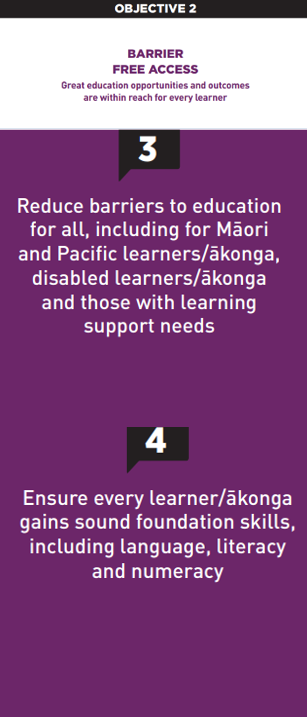 OBJECTIVE 2
BARRIER
FREE ACCESS
Great education opportunities and outcomes
are within reach for every learner
3
Reduce barriers to education
for all, including for Māori
and Pacific learners/ākonga,
disabled learners/ākonga
and those with learning
support needs
4
Ensure every learner/ākonga
gains sound foundation skills,
including language, literacy
and numeracy